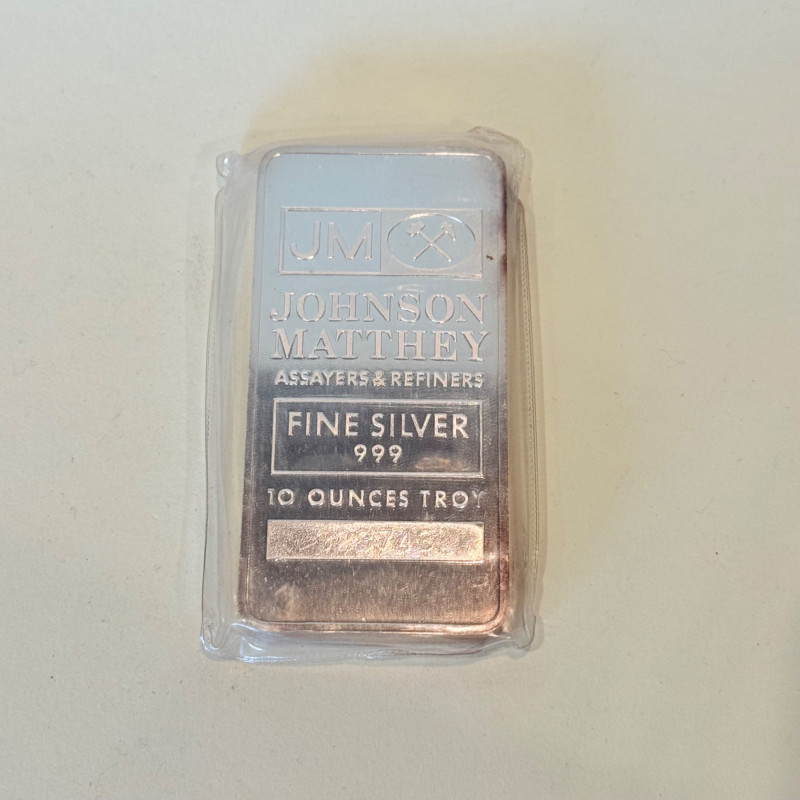 JM
JOHNSON
MATTHEY
ASSAYERS & REFINERS
FINE SILVER
999
10 OUNCES TROY